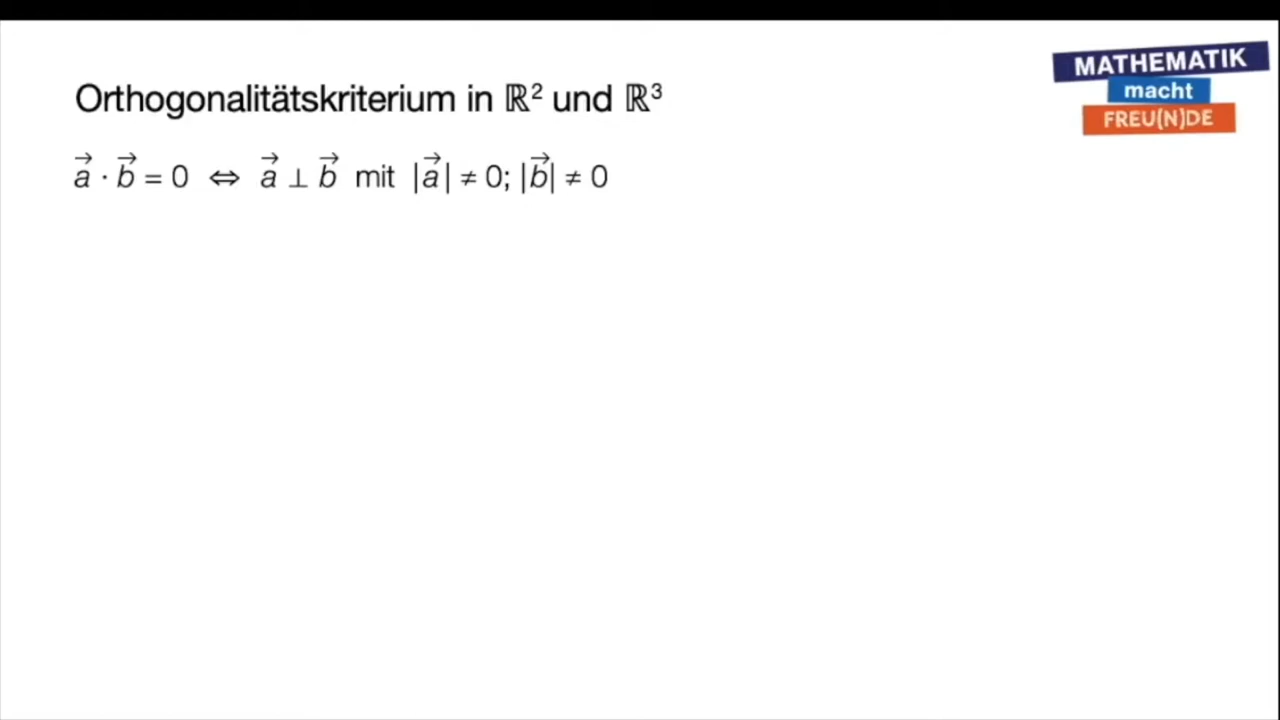 Orthogonalitätskriterium in ℝ² und ℝ³
MATHEMATIK
macht
FREU(N)DE
a⃗ · b⃗ = 0 ⇔ a⃗ ⊥ b⃗ mit |a⃗| ≠ 0; |b⃗| ≠ 0